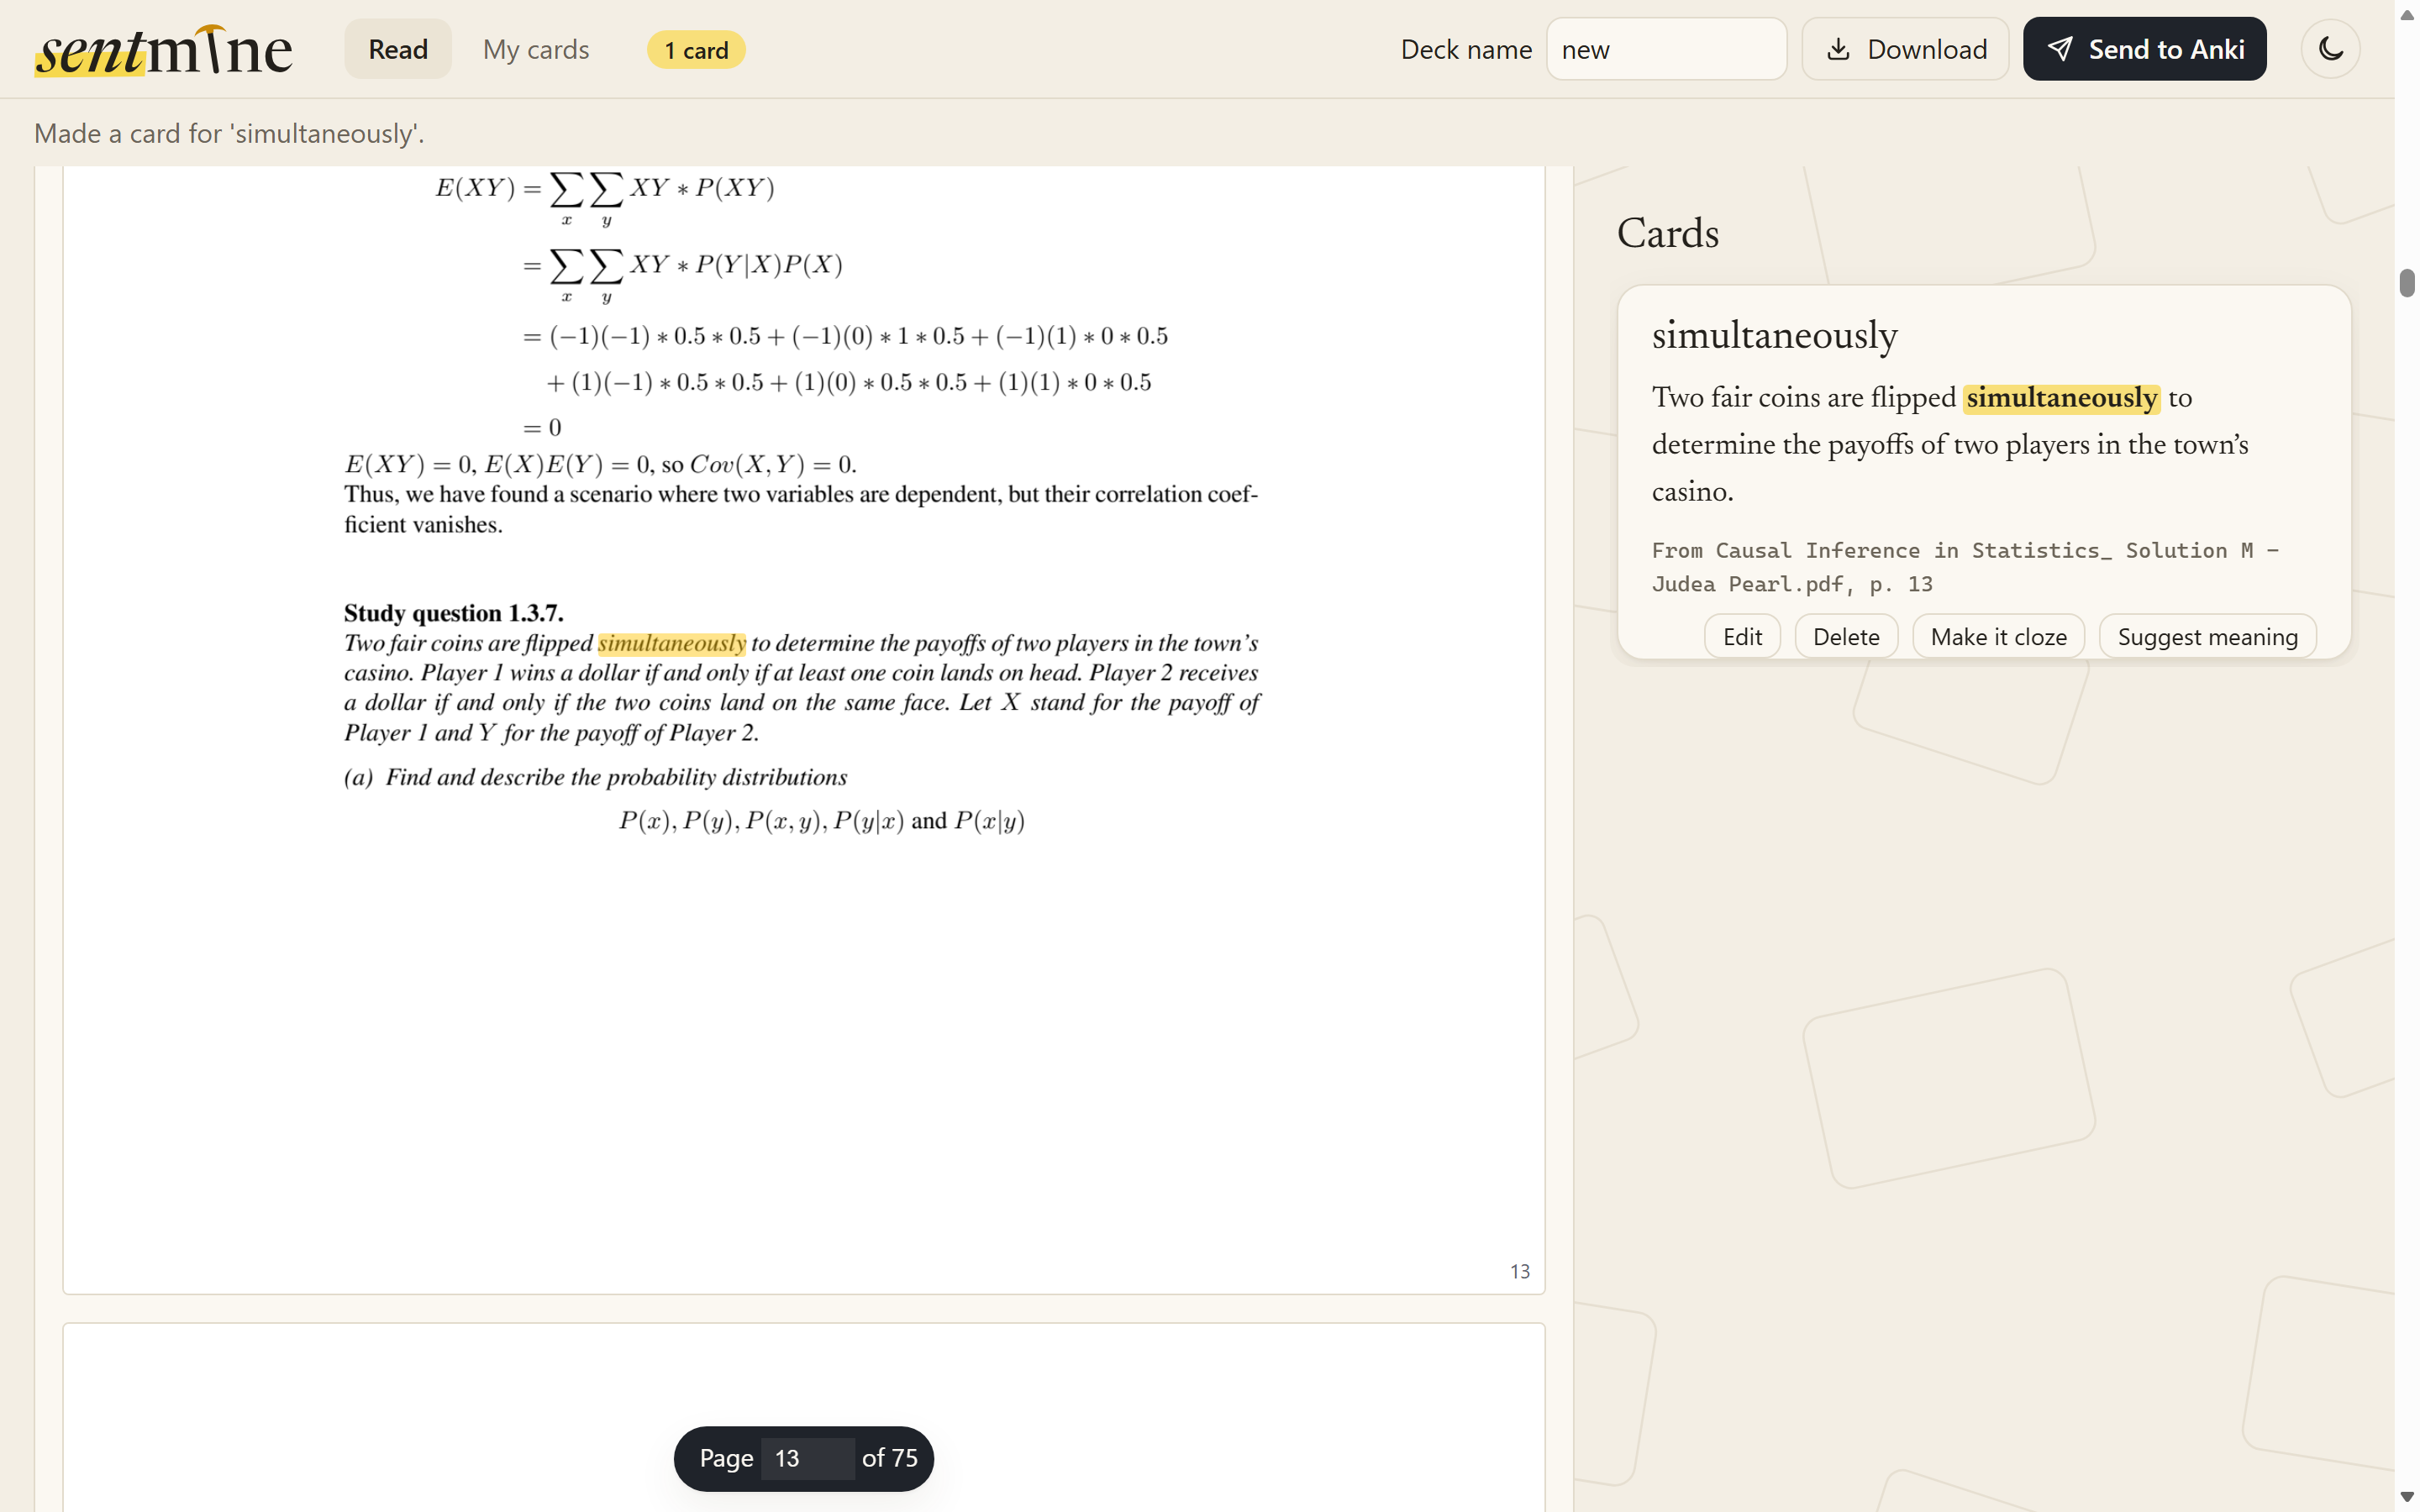 sentmine
Read
My cards
1 card
Deck name
new
Download
Send to Anki
Made a card for 'simultaneously'.
E(XY) = ∑x ∑y XY ∗ P(XY)
= ∑x ∑y XY ∗ P(Y|X)P(X)
= (−1)(−1) ∗ 0.5 ∗ 0.5 + (−1)(0) ∗ 1 ∗ 0.5 + (−1)(1) ∗ 0 ∗ 0.5
+ (1)(−1) ∗ 0.5 ∗ 0.5 + (1)(0) ∗ 0.5 ∗ 0.5 + (1)(1) ∗ 0 ∗ 0.5
= 0
E(XY) = 0, E(X)E(Y) = 0, so Cov(X, Y) = 0.
Thus, we have found a scenario where two variables are dependent, but their correlation coef-
ficient vanishes.
Study question 1.3.7.
Two fair coins are flipped simultaneously to determine the payoffs of two players in the town’s
casino. Player 1 wins a dollar if and only if at least one coin lands on head. Player 2 receives
a dollar if and only if the two coins land on the same face. Let X stand for the payoff of
Player 1 and Y for the payoff of Player 2.
(a) Find and describe the probability distributions
P(x), P(y), P(x, y), P(y|x) and P(x|y)
13
Page 13 of 75
Cards
simultaneously
Two fair coins are flipped simultaneously to
determine the payoffs of two players in the town’s
casino.
From Causal Inference in Statistics_ Solution M –
Judea Pearl.pdf, p. 13
Edit
Delete
Make it cloze
Suggest meaning